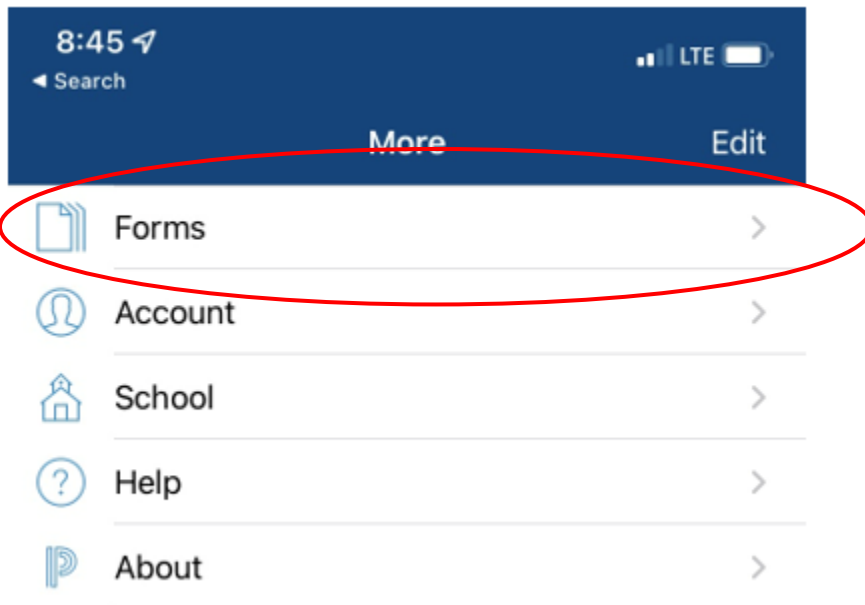 8:45
◀ Search
LTE
More Edit
Forms
Account
School
Help
About